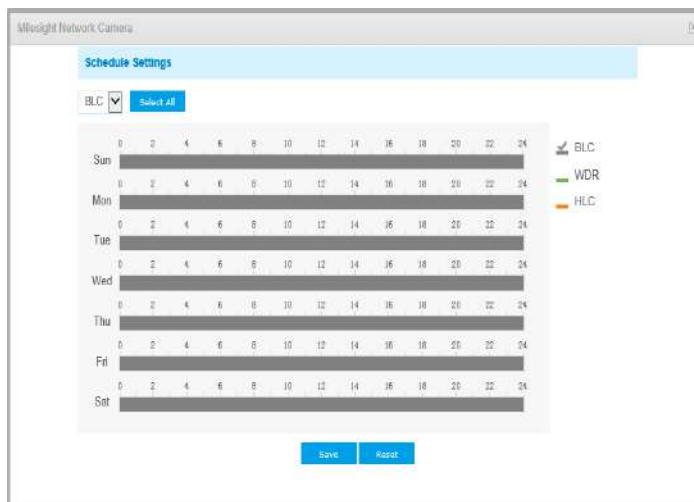 Milesight Network Camera
Schedule Settings
BLC Select All
0 2 4 6 8 10 12 14 16 18 20 22 24
Sun
BLC
0 2 4 6 8 10 12 14 16 18 20 22 24
Mon
WDR
HLC
0 2 4 6 8 10 12 14 16 18 20 22 24
Tue
0 2 4 6 8 10 12 14 16 18 20 22 24
Wed
0 2 4 6 8 10 12 14 16 18 20 22 24
Thu
0 2 4 6 8 10 12 14 16 18 20 22 24
Fri
0 2 4 6 8 10 12 14 16 18 20 22 24
Sat
Save Reset